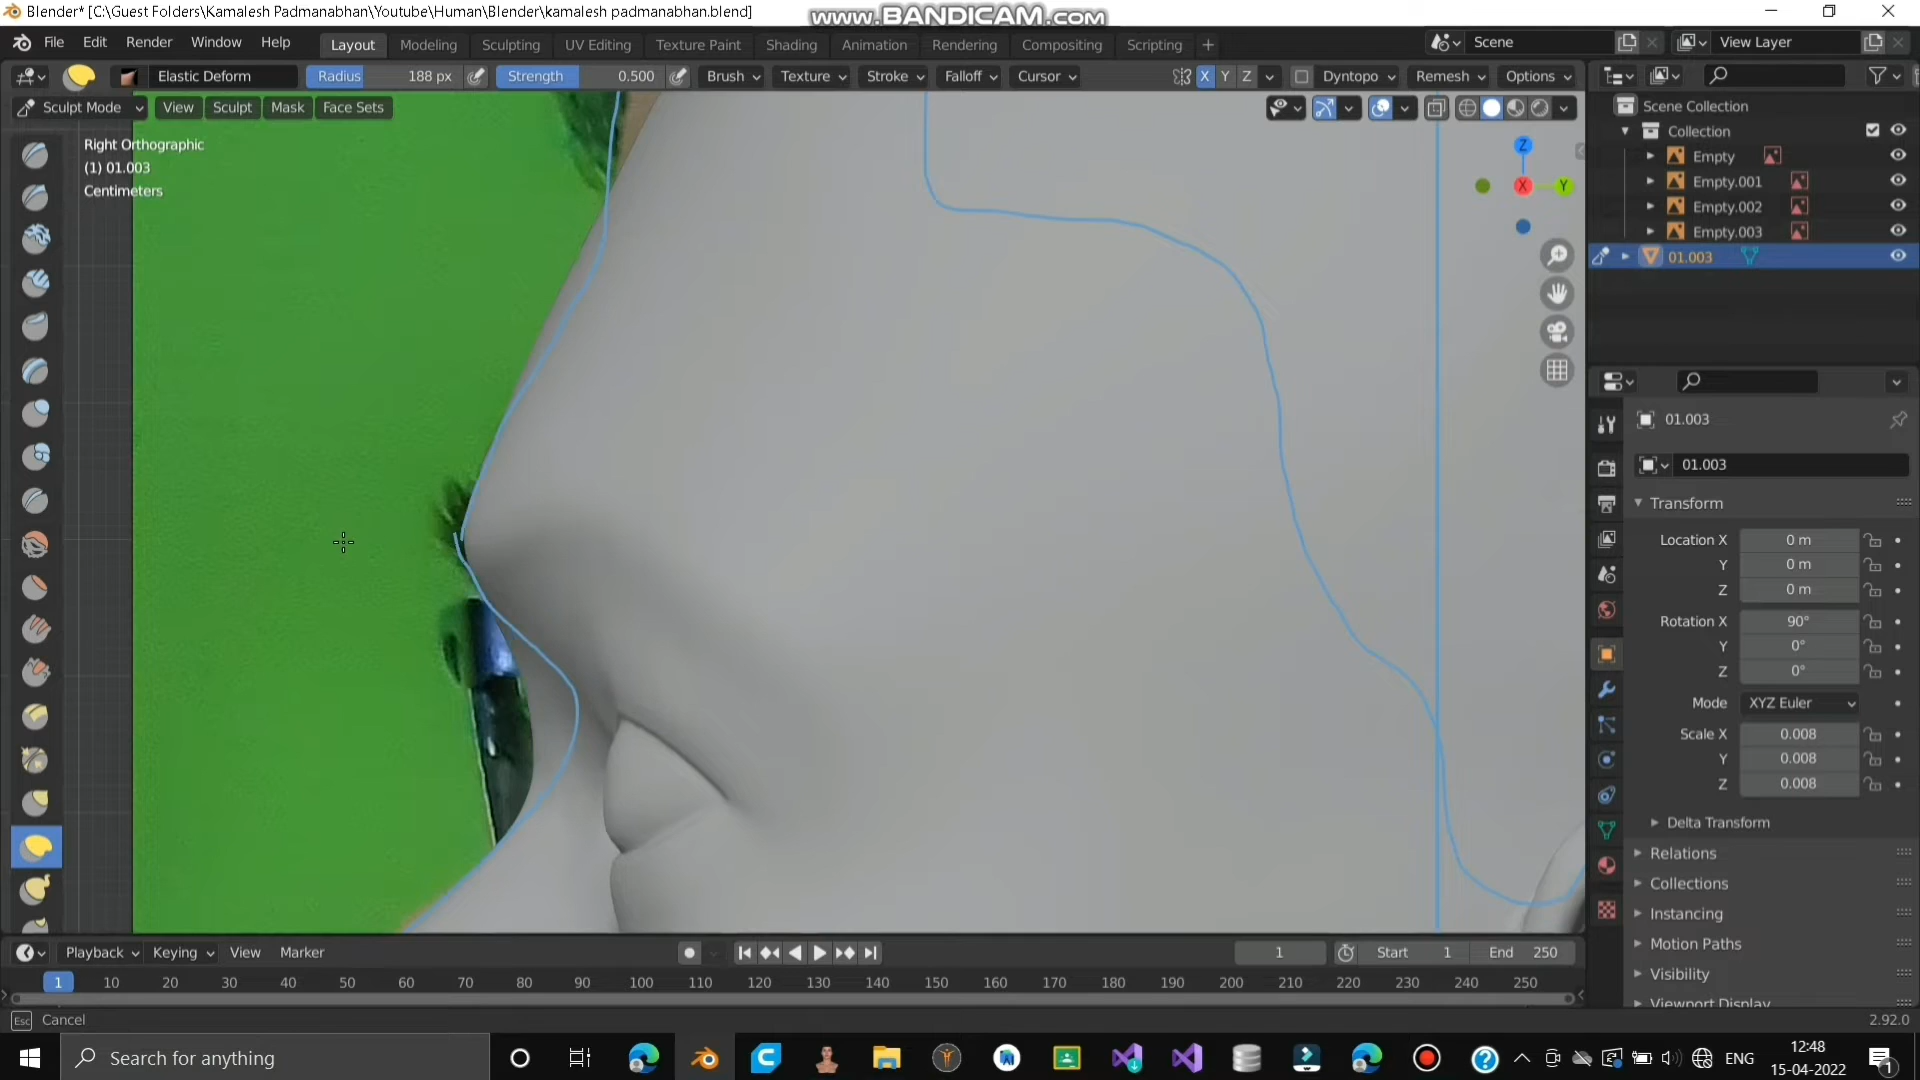 Blender* [C:\Guest Folders\Kamalesh Padmanabhan\Youtube\Human\Blender\kamalesh padmanabhan.blend]
www.BANDICAM.com
File Edit Render Window Help
Layout Modeling Sculpting UV Editing Texture Paint Shading Animation Rendering Compositing Scripting +
Scene
View Layer
Elastic Deform
Radius 188 px
Strength 0.500
Brush Texture Stroke Falloff Cursor
X Y Z
Dyntopo Remesh Options
Sculpt Mode View Sculpt Mask Face Sets
Right Orthographic
(1) 01.003
Centimeters
Z
X
Y
Scene Collection
Collection
Empty
Empty.001
Empty.002
Empty.003
01.003
01.003
01.003
Transform
Location X 0 m
Y 0 m
Z 0 m
Rotation X 90°
Y 0°
Z 0°
Mode XYZ Euler
Scale X 0.008
Y 0.008
Z 0.008
Delta Transform
Relations
Collections
Instancing
Motion Paths
Visibility
Viewport Display
Playback Keying View Marker
1
Start 1
End 250
1 10 20 30 40 50 60 70 80 90 100 110 120 130 140 150 160 170 180 190 200 210 220 230 240 250
Esc Cancel
2.92.0
Search for anything
ENG
12:48
15-04-2022
1